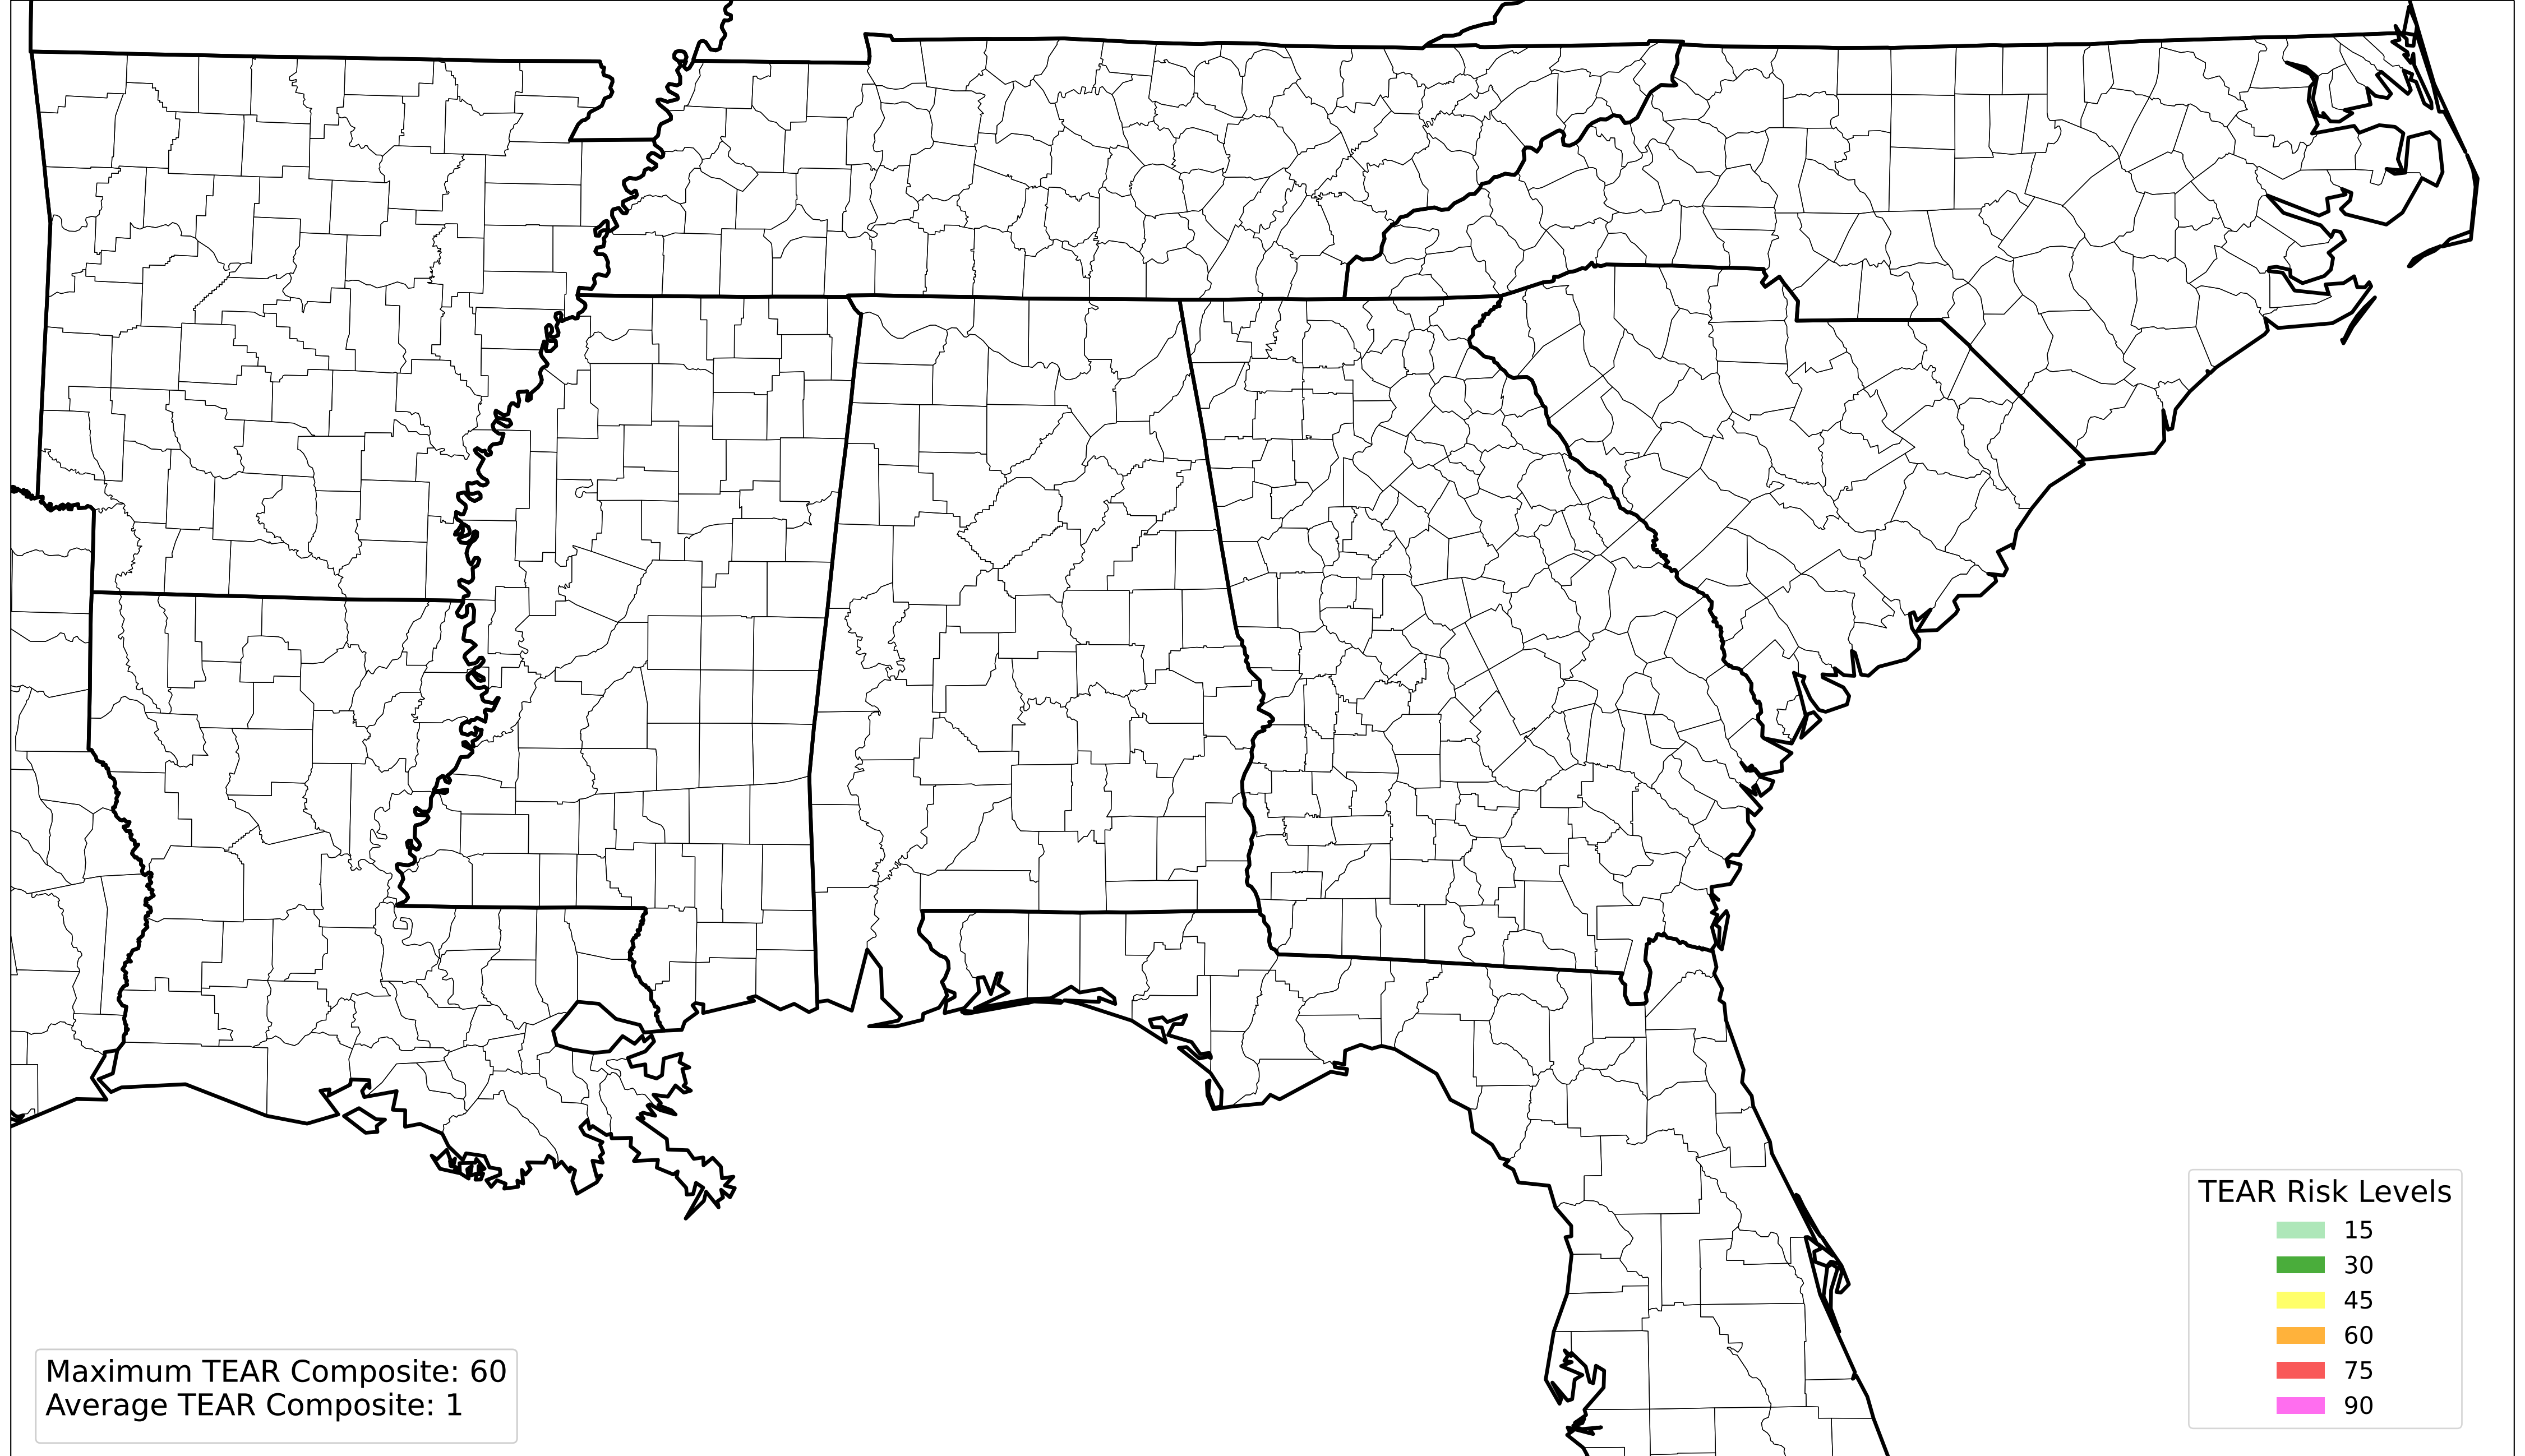 TEAR Risk Levels
15
30
45
60
75
90
Maximum TEAR Composite: 60
Average TEAR Composite: 1